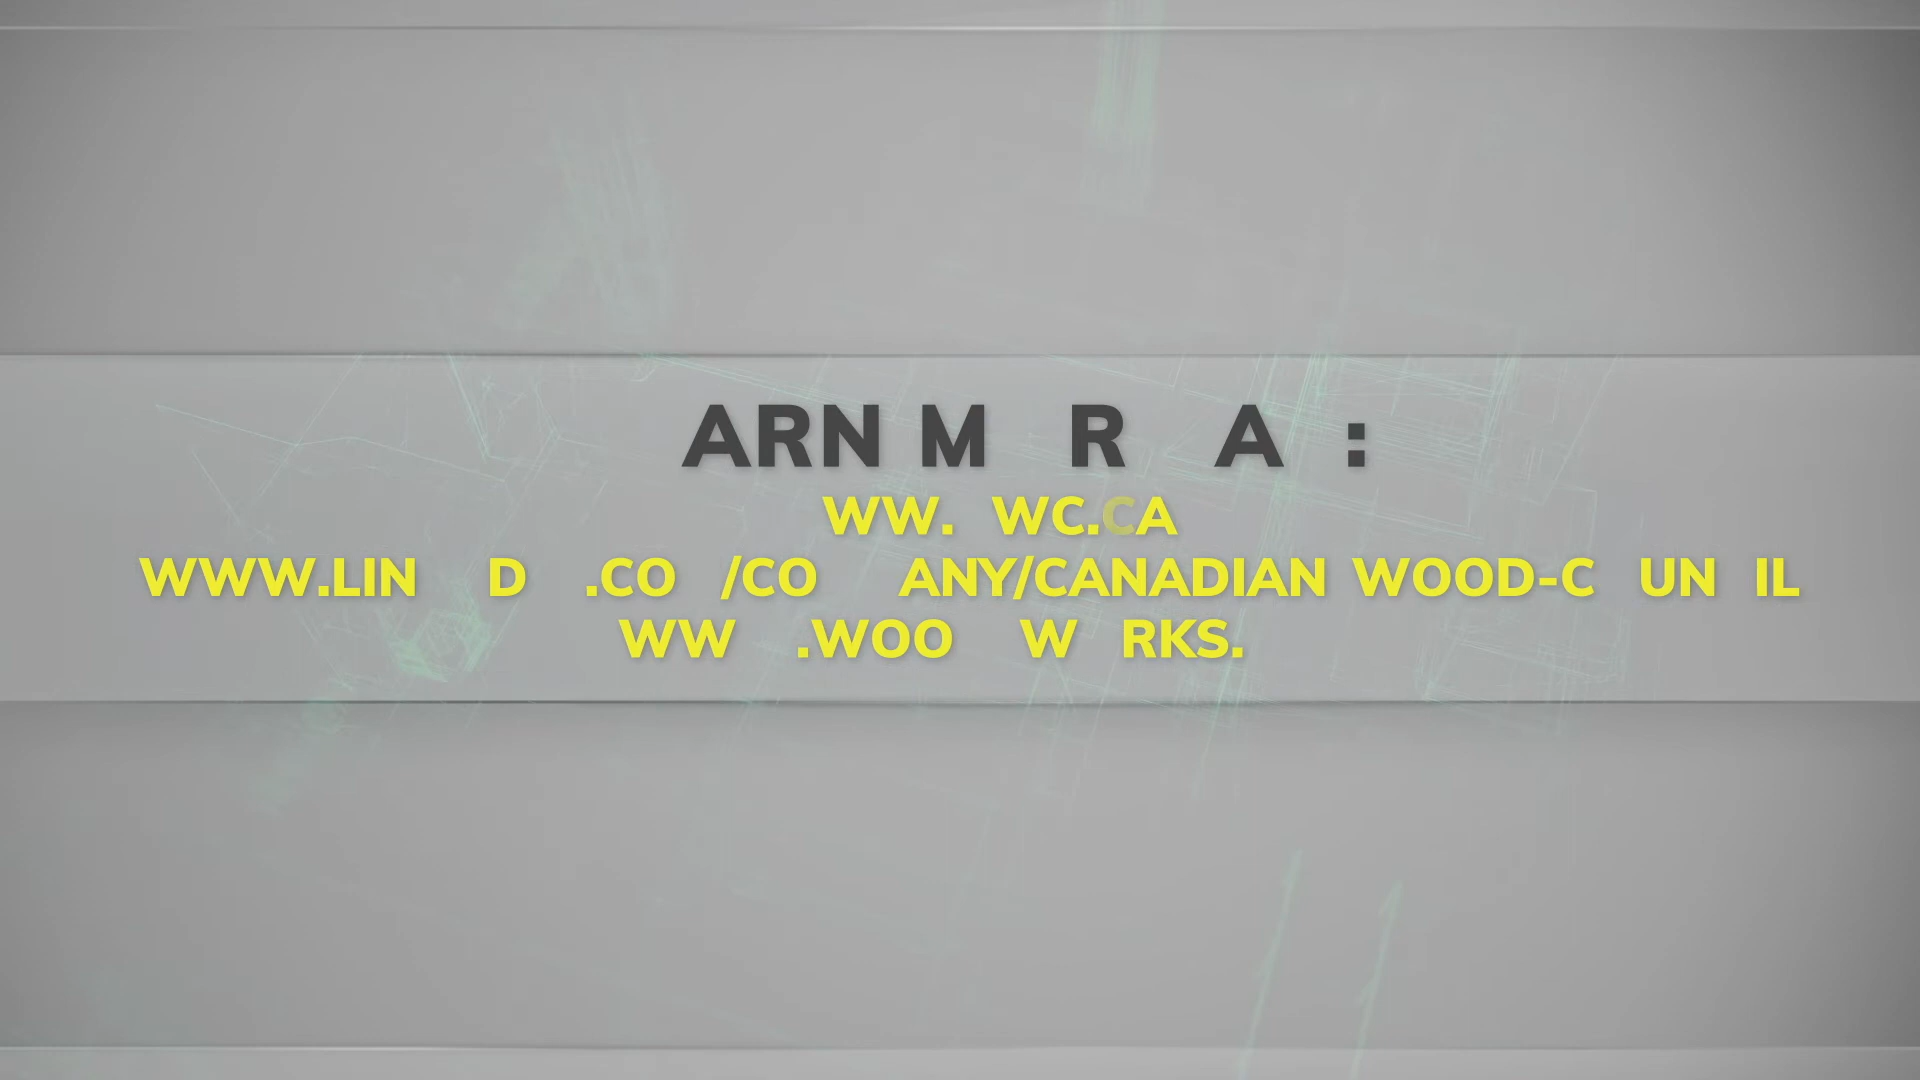 ARN M R A :
WW. WC.CA
WWW.LIN D .CO /CO ANY/CANADIAN WOOD-C UN IL
WW .WOO W RKS.